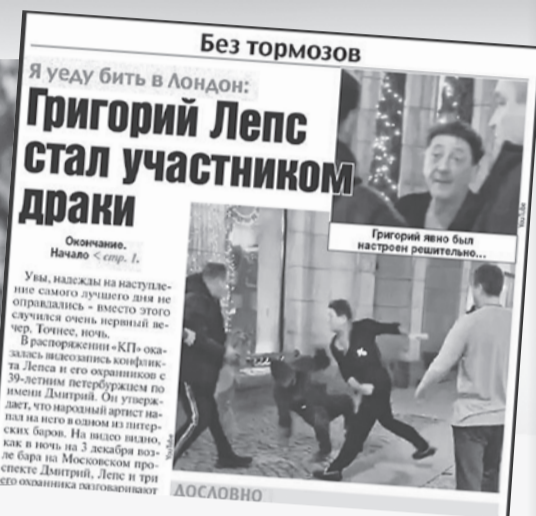 Без тормозов
Я уеду бить в Лондон:
Григорий Лепс
стал участником
драки
YouTube
Григорий явно был
настроен решительно...
Окончание.
Начало < стр. 1.
Увы, надежды на наступле-
ние самого лучшего дня не
оправдались – вместо этого
случился очень нервный ве-
чер. Точнее, ночь.
В распоряжении «КП» ока-
залась видеозапись конфлик-
та Лепса и его охранников с
39-летним петербуржцем по
имени Дмитрий. Он утверж-
дает, что народный артист на-
пал на него в одном из питер-
ских баров. На видео видно,
как в ночь на 3 декабря воз-
ле бара на Московском про-
спекте Дмитрий, Лепс и три
его охранника разговаривают
YouTube
ДОСЛОВНО